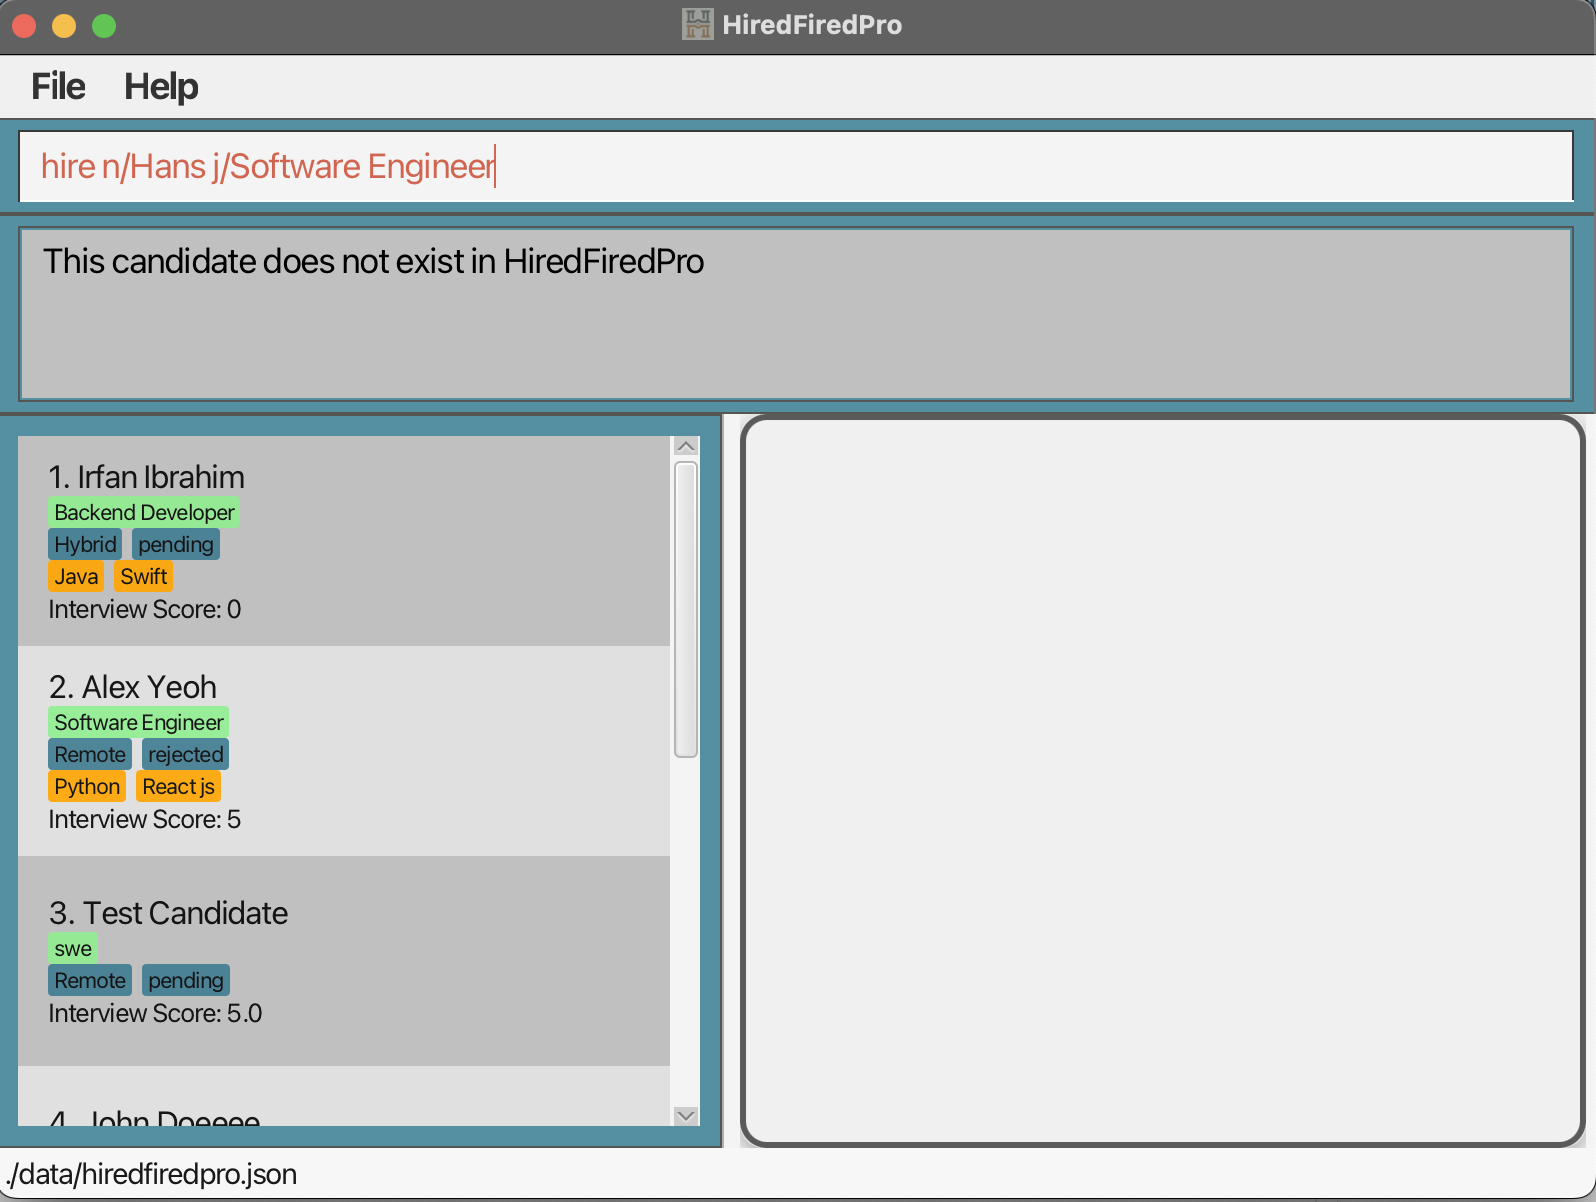 HiredFiredPro
File Help
hire n/Hans j/Software Engineer
This candidate does not exist in HiredFiredPro
1. Irfan Ibrahim
Backend Developer
Hybrid pending
Java Swift
Interview Score: 0
2. Alex Yeoh
Software Engineer
Remote rejected
Python React js
Interview Score: 5
3. Test Candidate
swe
Remote pending
Interview Score: 5.0
4. John Doeeee
./data/hiredfiredpro.json